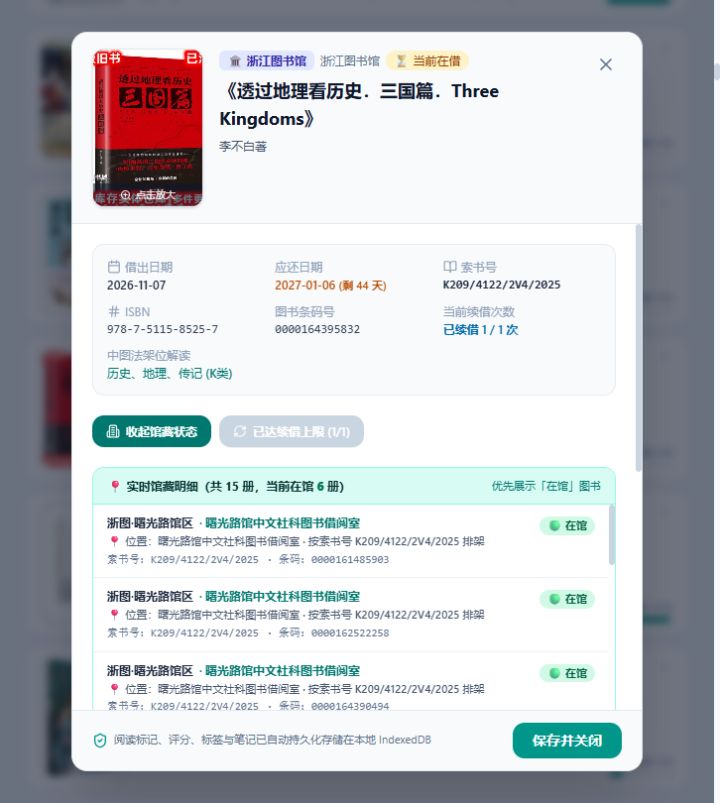 浙江图书馆 浙江图书馆 当前在借
《透过地理看历史．三国篇．Three
Kingdoms》
李不白著
旧书
透过地理看历史
三国篇
点击放大
借出日期 应还日期 索书号
2026-11-07 2027-01-06 (剩 44 天) K209/4122/2V4/2025
ISBN 图书条码号 当前续借次数
978-7-5115-8525-7 0000164395832 已续借 1 / 1 次
中图法架位解读
历史、地理、传记 (K类)
收起馆藏状态 已达续借上限 (1/1)
实时馆藏明细（共 15 册，当前在馆 6 册） 优先展示「在馆」图书
浙图·曙光路馆区 · 曙光路馆中文社科图书借阅室 在馆
位置：曙光路馆中文社科图书借阅室 · 按索书号 K209/4122/2V4/2025 排架
索书号：K209/4122/2V4/2025 · 条码：0000161485903
浙图·曙光路馆区 · 曙光路馆中文社科图书借阅室 在馆
位置：曙光路馆中文社科图书借阅室 · 按索书号 K209/4122/2V4/2025 排架
索书号：K209/4122/2V4/2025 · 条码：0000162522258
浙图·曙光路馆区 · 曙光路馆中文社科图书借阅室 在馆
位置：曙光路馆中文社科图书借阅室 · 按索书号 K209/4122/2V4/2025 排架
索书号：K209/4122/2V4/2025 · 条码：0000164390494
阅读标记、评分、标签与笔记已自动持久化存储在本地 IndexedDB 保存并关闭